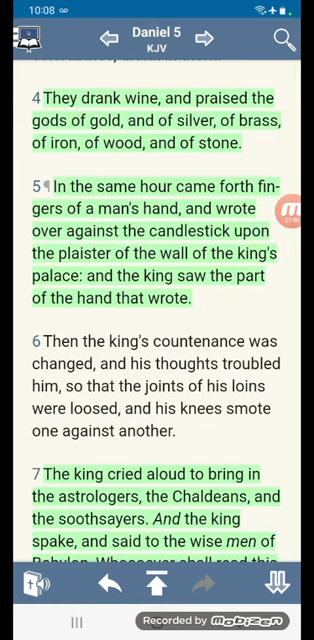 10:08
Daniel 5
KJV
4 They drank wine, and praised the
gods of gold, and of silver, of brass,
of iron, of wood, and of stone.
5 ¶ In the same hour came forth fin-
gers of a man's hand, and wrote
over against the candlestick upon
the plaister of the wall of the king's
palace: and the king saw the part
of the hand that wrote.
6 Then the king's countenance was
changed, and his thoughts troubled
him, so that the joints of his loins
were loosed, and his knees smote
one against another.
7 The king cried aloud to bring in
the astrologers, the Chaldeans, and
the soothsayers. And the king
spake, and said to the wise men of
Babylon, Whosoever shall read this
Recorded by Mobizen